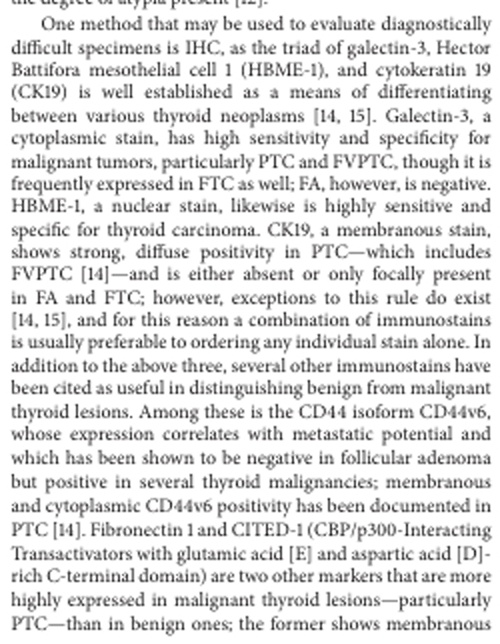 the degree of atypia present [12].
One method that may be used to evaluate diagnostically
difficult specimens is IHC, as the triad of galectin-3, Hector
Battifora mesothelial cell 1 (HBME-1), and cytokeratin 19
(CK19) is well established as a means of differentiating
between various thyroid neoplasms [14, 15]. Galectin-3, a
cytoplasmic stain, has high sensitivity and specificity for
malignant tumors, particularly PTC and FVPTC, though it is
frequently expressed in FTC as well; FA, however, is negative.
HBME-1, a nuclear stain, likewise is highly sensitive and
specific for thyroid carcinoma. CK19, a membranous stain,
shows strong, diffuse positivity in PTC—which includes
FVPTC [14]—and is either absent or only focally present
in FA and FTC; however, exceptions to this rule do exist
[14, 15], and for this reason a combination of immunostains
is usually preferable to ordering any individual stain alone. In
addition to the above three, several other immunostains have
been cited as useful in distinguishing benign from malignant
thyroid lesions. Among these is the CD44 isoform CD44v6,
whose expression correlates with metastatic potential and
which has been shown to be negative in follicular adenoma
but positive in several thyroid malignancies; membranous
and cytoplasmic CD44v6 positivity has been documented in
PTC [14]. Fibronectin 1 and CITED-1 (CBP/p300-Interacting
Transactivators with glutamic acid [E] and aspartic acid [D]-
rich C-terminal domain) are two other markers that are more
highly expressed in malignant thyroid lesions—particularly
PTC—than in benign ones; the former shows membranous